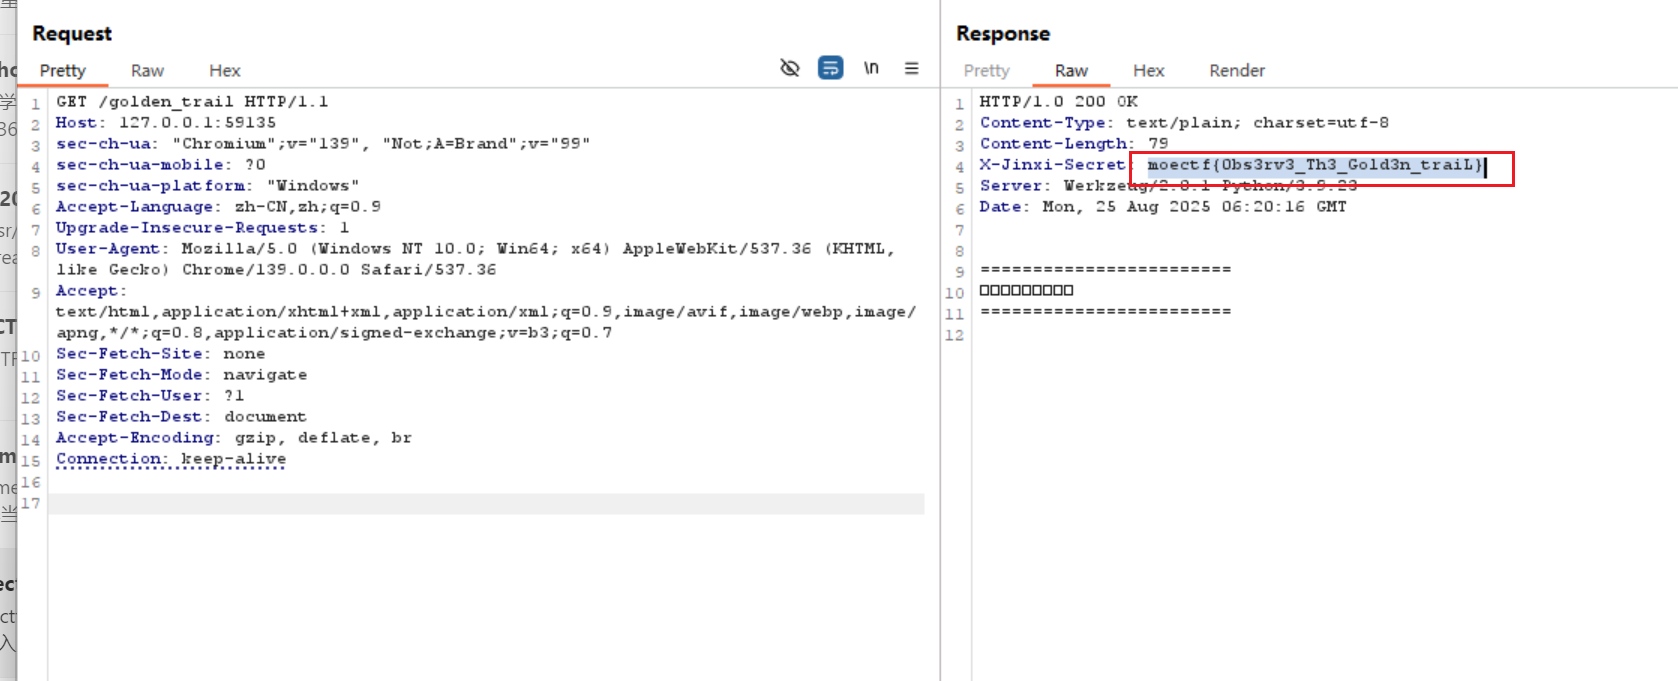 Request
Pretty Raw Hex
\n
1 GET /golden_trail HTTP/1.1
2 Host: 127.0.0.1:59135
3 sec-ch-ua: "Chromium";v="139", "Not;A=Brand";v="99"
4 sec-ch-ua-mobile: ?0
5 sec-ch-ua-platform: "Windows"
6 Accept-Language: zh-CN,zh;q=0.9
7 Upgrade-Insecure-Requests: 1
8 User-Agent: Mozilla/5.0 (Windows NT 10.0; Win64; x64) AppleWebKit/537.36 (KHTML,
like Gecko) Chrome/139.0.0.0 Safari/537.36
9 Accept:
text/html,application/xhtml+xml,application/xml;q=0.9,image/avif,image/webp,image/
apng,*/*;q=0.8,application/signed-exchange;v=b3;q=0.7
10 Sec-Fetch-Site: none
11 Sec-Fetch-Mode: navigate
12 Sec-Fetch-User: ?1
13 Sec-Fetch-Dest: document
14 Accept-Encoding: gzip, deflate, br
15 Connection: keep-alive
16
17
Response
Pretty Raw Hex Render
1 HTTP/1.0 200 OK
2 Content-Type: text/plain; charset=utf-8
3 Content-Length: 79
4 X-Jinxi-Secret: moectf{0bs3rv3_Th3_Gold3n_traiL}
5 Server: Werkzeug/2.0.1 Python/3.9.23
6 Date: Mon, 25 Aug 2025 06:20:16 GMT
7
8
9 ========================
10 □□□□□□□□□
11 ========================
12